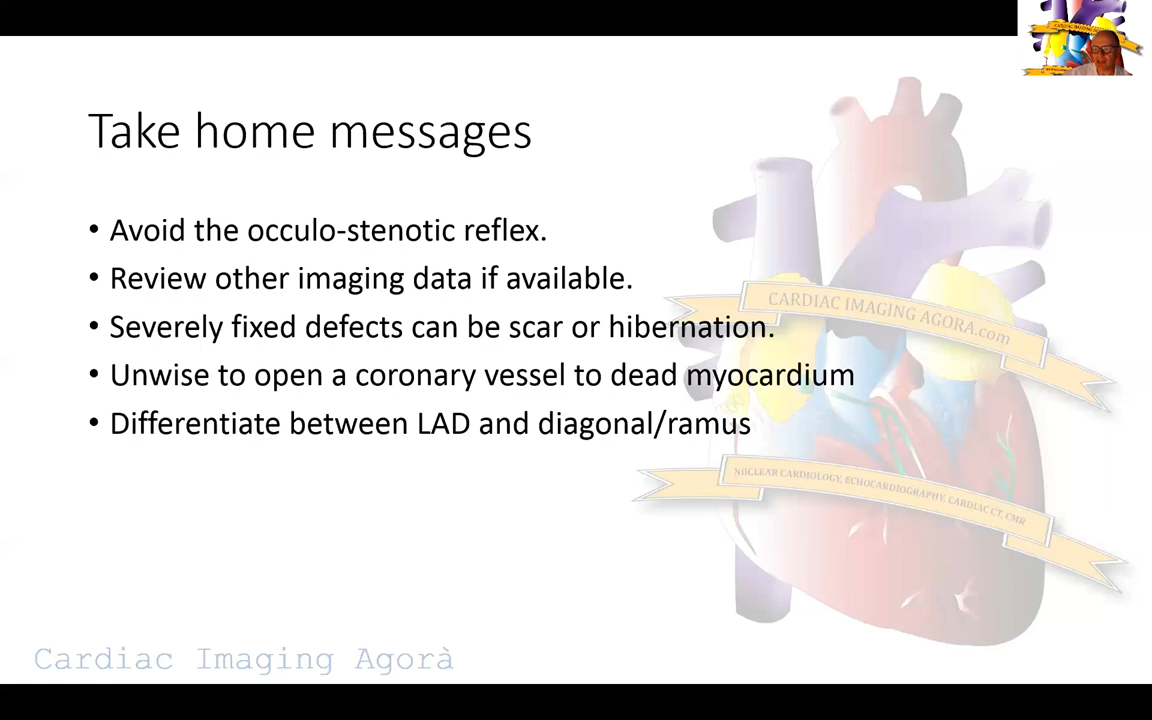 Take home messages
• Avoid the occulo-stenotic reflex.
• Review other imaging data if available.
• Severely fixed defects can be scar or hibernation.
• Unwise to open a coronary vessel to dead myocardium
• Differentiate between LAD and diagonal/ramus
CARDIAC IMAGING AGORA.com
NUCLEAR CARDIOLOGY, ECHOCARDIOGRAPHY, CARDIAC CT, CMR
Cardiac Imaging Agorà